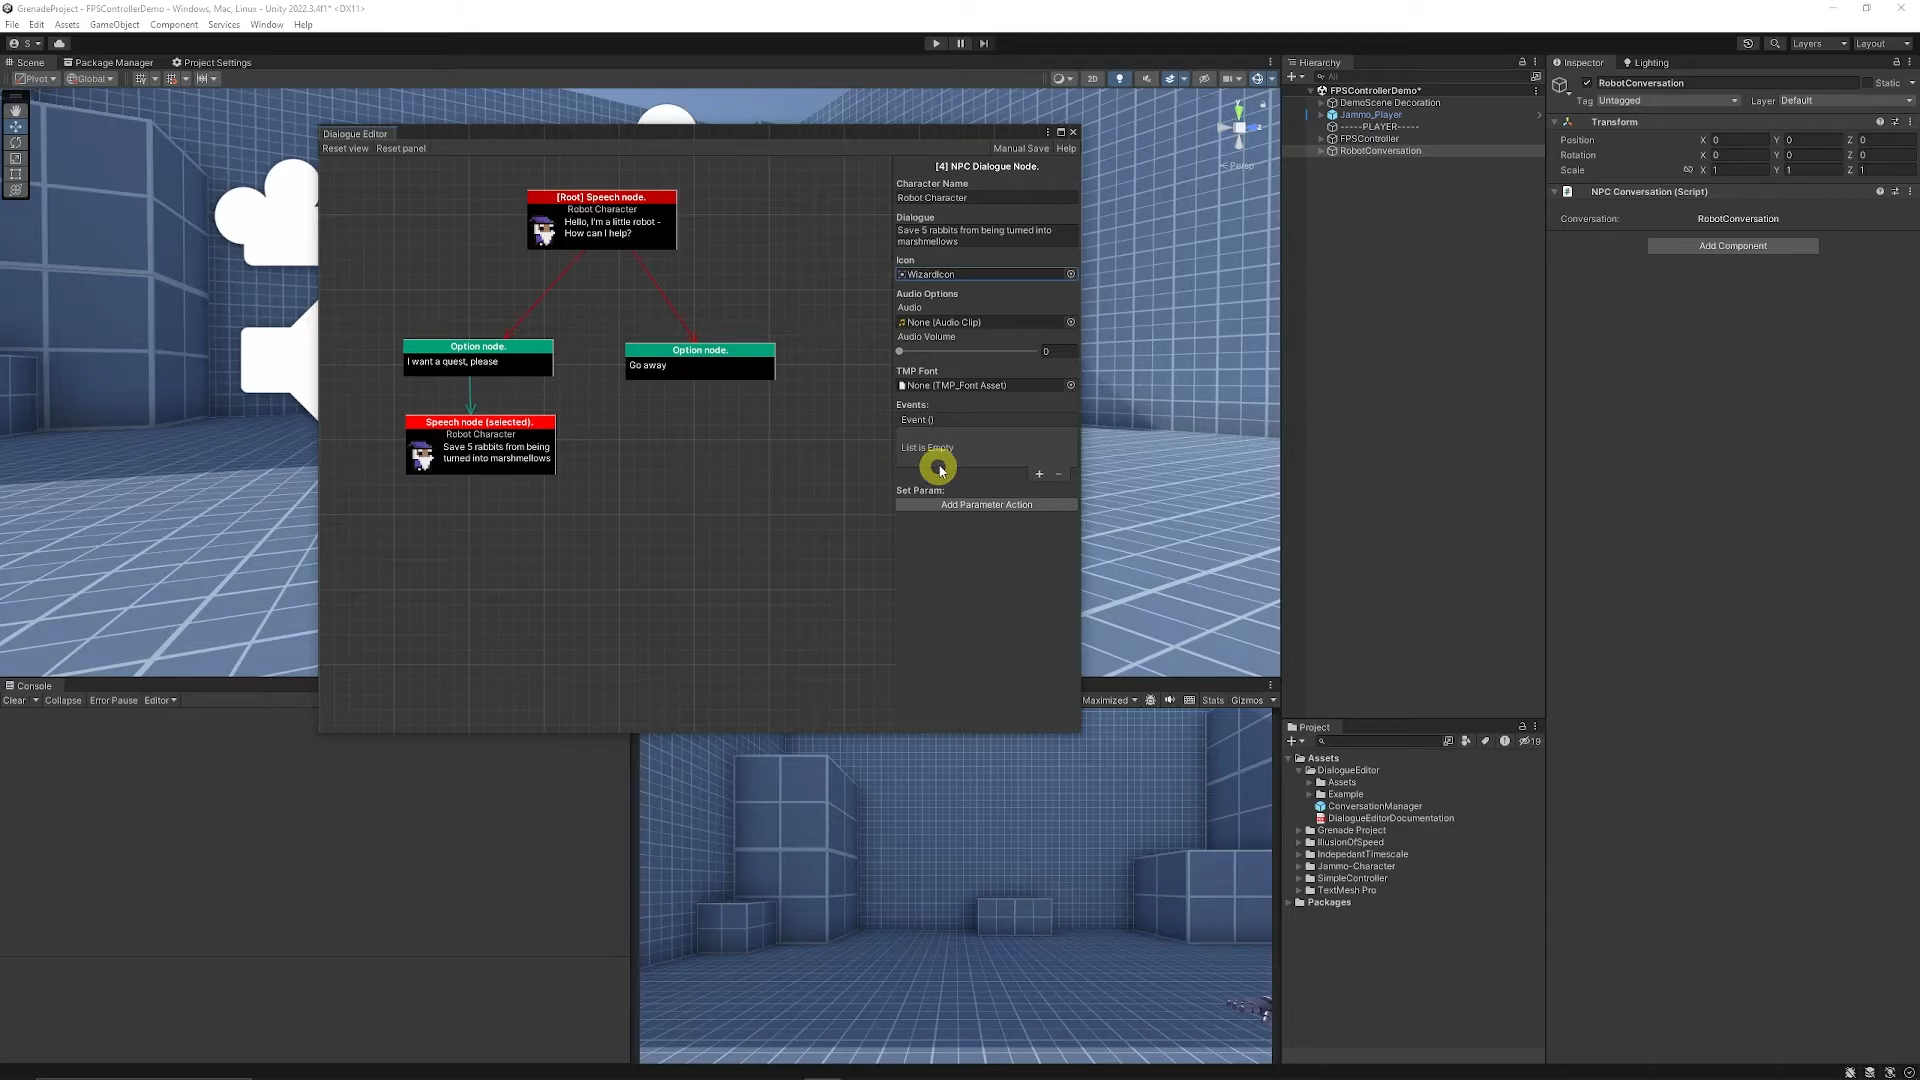 GrenadeProject - FPSControllerDemo - Windows, Mac, Linux - Unity 2022.3.4f1* <DX11>
File Edit Assets GameObject Component Services Window Help
S
Layers Layout
Scene Package Manager Project Settings
Pivot Global
2D
Persp
Dialogue Editor
Reset view Reset panel Manual Save Help
[Root] Speech node.
Robot Character
Hello, I'm a little robot -
How can I help?
Option node.
I want a quest, please
Option node.
Go away
Speech node (selected).
Robot Character
Save 5 rabbits from being
turned into marshmellows
[4] NPC Dialogue Node.
Character Name
Robot Character
Dialogue
Save 5 rabbits from being turned into
marshmellows
Icon
WizardIcon
Audio Options
Audio
None (Audio Clip)
Audio Volume
0
TMP Font
None (TMP_Font Asset)
Events:
Event ()
List is Empty
+ -
Set Param:
Add Parameter Action
Hierarchy
All
FPSControllerDemo*
DemoScene Decoration
Jammo_Player
-----PLAYER-----
FPSController
RobotConversation
Inspector Lighting
RobotConversation Static
Tag Untagged Layer Default
Transform
Position X 0 Y 0 Z 0
Rotation X 0 Y 0 Z 0
Scale X 1 Y 1 Z 1
NPC Conversation (Script)
Conversation: RobotConversation
Add Component
Console
Clear Collapse Error Pause Editor
Maximized Stats Gizmos
Project
19
Assets
DialogueEditor
Assets
Example
ConversationManager
DialogueEditorDocumentation
Grenade Project
IllusionOfSpeed
IndepedantTimescale
Jammo-Character
SimpleController
TextMesh Pro
Packages